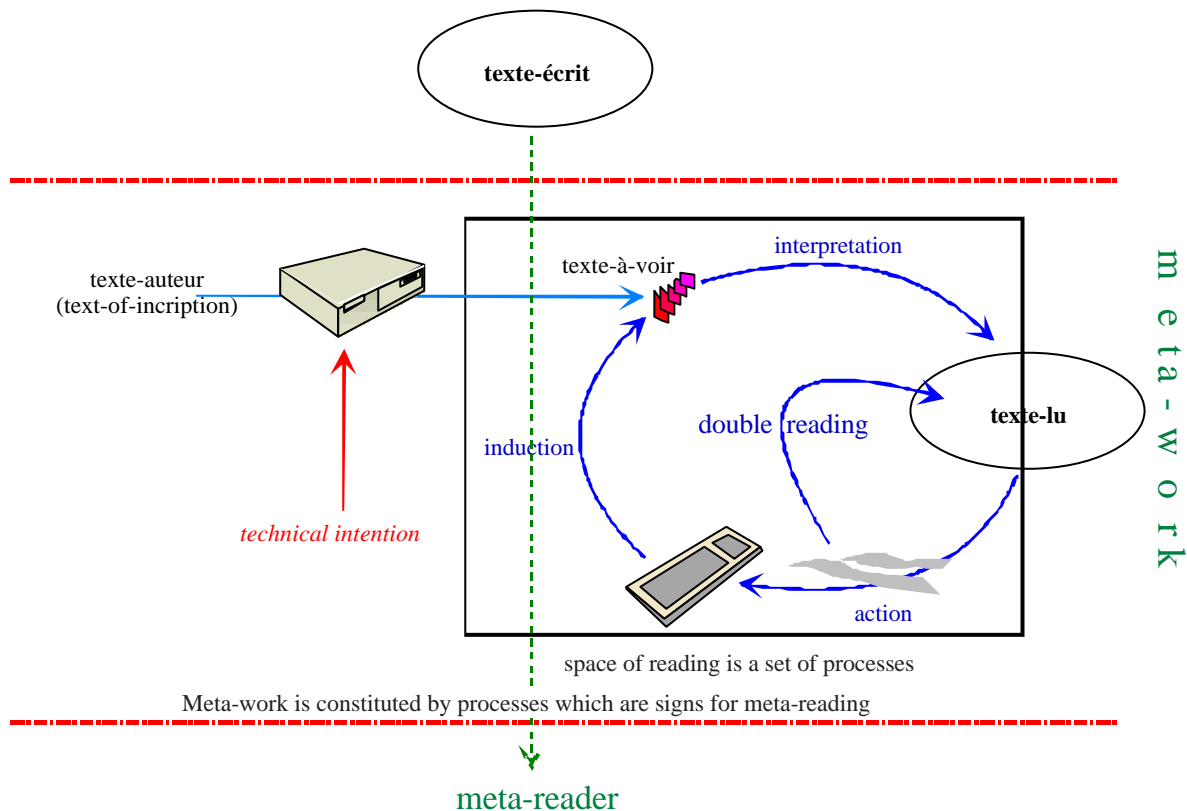 texte-écrit
interpretation
texte-à-voir
texte-auteur
(text-of-incription)
meta-work
texte-lu
double reading
induction
technical intention
action
space of reading is a set of processes
Meta-work is constituted by processes which are signs for meta-reading
meta-reader